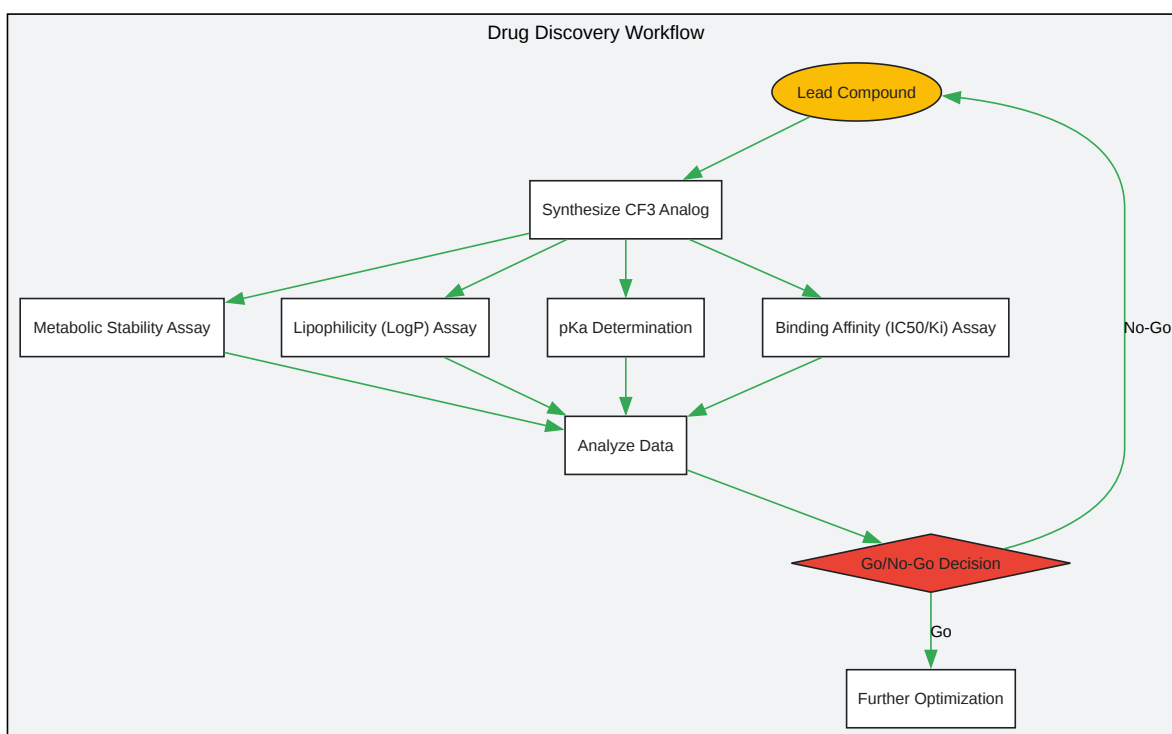 Drug Discovery Workflow
Lead Compound
Synthesize CF3 Analog
Metabolic Stability Assay
Lipophilicity (LogP) Assay
pKa Determination
Binding Affinity (IC50/Ki) Assay
No-Go
Analyze Data
Go/No-Go Decision
Go
Further Optimization